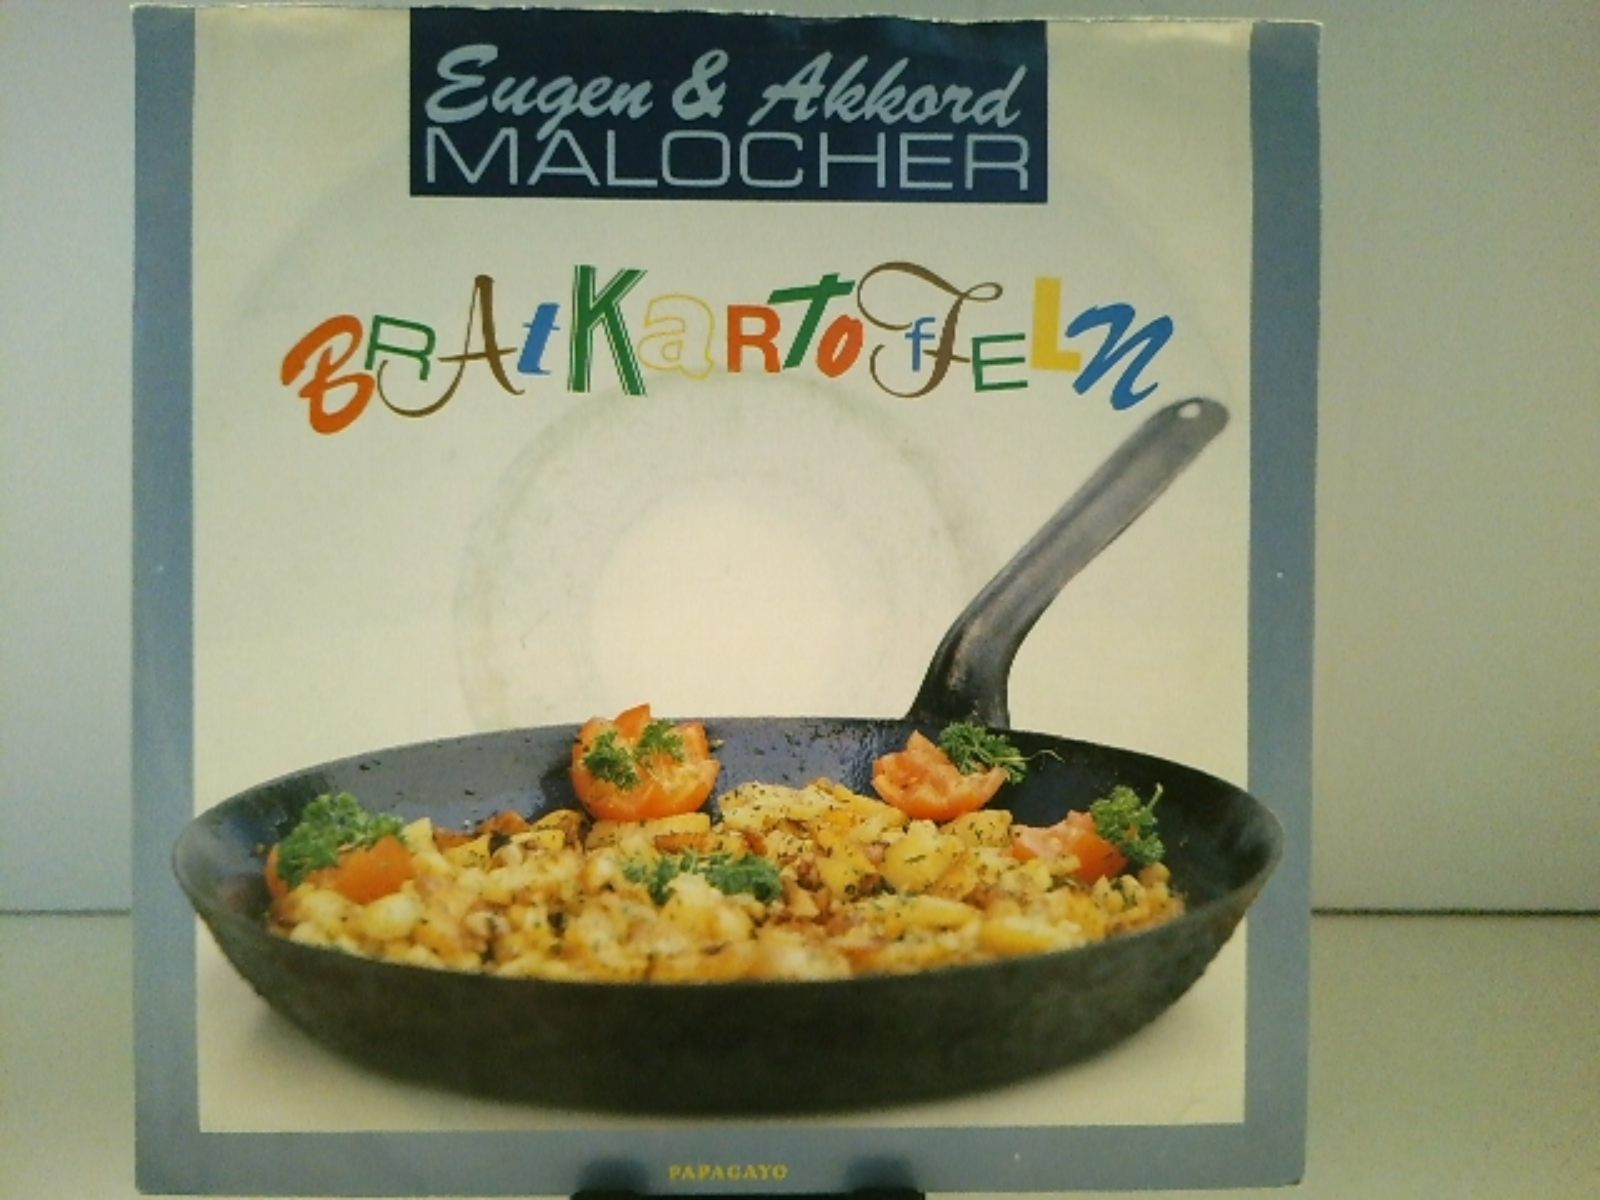 Eugen & Akkord
MALOCHER
BRAtKaRTofFELN
PAPAGAYO